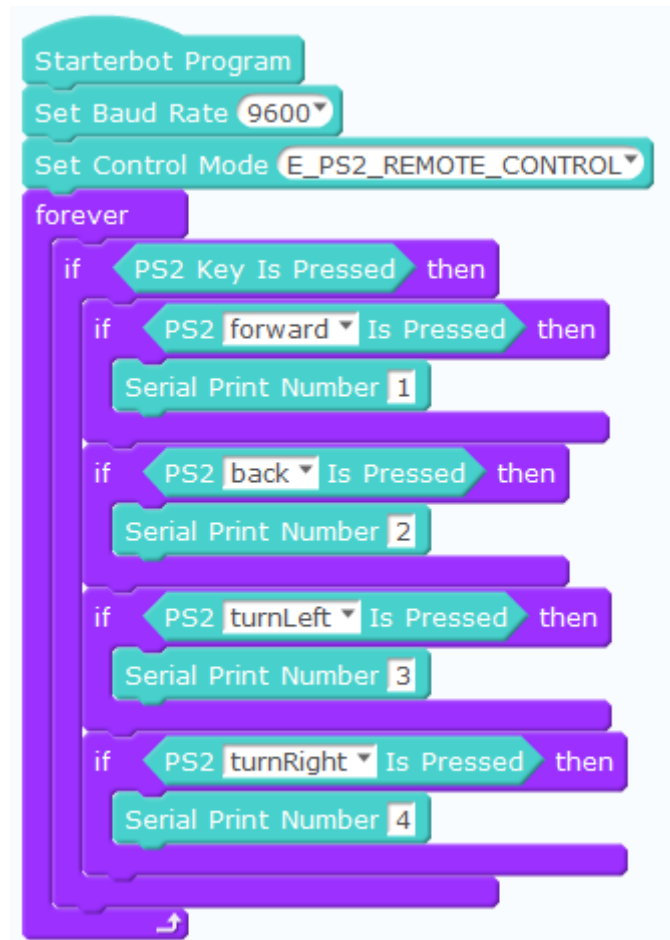 Starterbot Program
Set Baud Rate 9600
Set Control Mode E_PS2_REMOTE_CONTROL
forever
if PS2 Key Is Pressed then
if PS2 forward Is Pressed then
Serial Print Number 1
if PS2 back Is Pressed then
Serial Print Number 2
if PS2 turnLeft Is Pressed then
Serial Print Number 3
if PS2 turnRight Is Pressed then
Serial Print Number 4